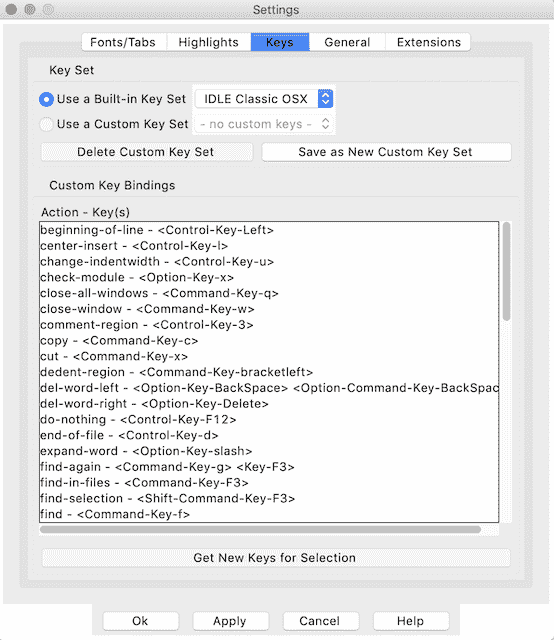 Settings
Fonts/Tabs Highlights Keys General Extensions
Key Set
Use a Built-in Key Set IDLE Classic OSX
Use a Custom Key Set - no custom keys -
Delete Custom Key Set Save as New Custom Key Set
Custom Key Bindings
Action - Key(s)
beginning-of-line - <Control-Key-Left>
center-insert - <Control-Key-l>
change-indentwidth - <Control-Key-u>
check-module - <Option-Key-x>
close-all-windows - <Command-Key-q>
close-window - <Command-Key-w>
comment-region - <Control-Key-3>
copy - <Command-Key-c>
cut - <Command-Key-x>
dedent-region - <Command-Key-bracketleft>
del-word-left - <Option-Key-BackSpace> <Option-Command-Key-BackSpac
del-word-right - <Option-Key-Delete>
do-nothing - <Control-Key-F12>
end-of-file - <Control-Key-d>
expand-word - <Option-Key-slash>
find-again - <Command-Key-g> <Key-F3>
find-in-files - <Command-Key-F3>
find-selection - <Shift-Command-Key-F3>
find - <Command-Key-f>
Get New Keys for Selection
Ok Apply Cancel Help